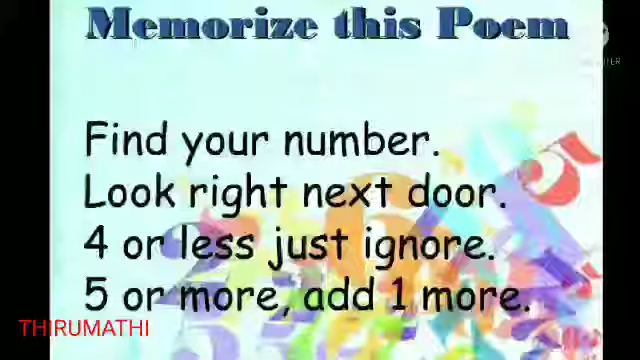 Memorize this Poem
Find your number.
Look right next door.
4 or less just ignore.
5 or more, add 1 more.
THIRUMATHI